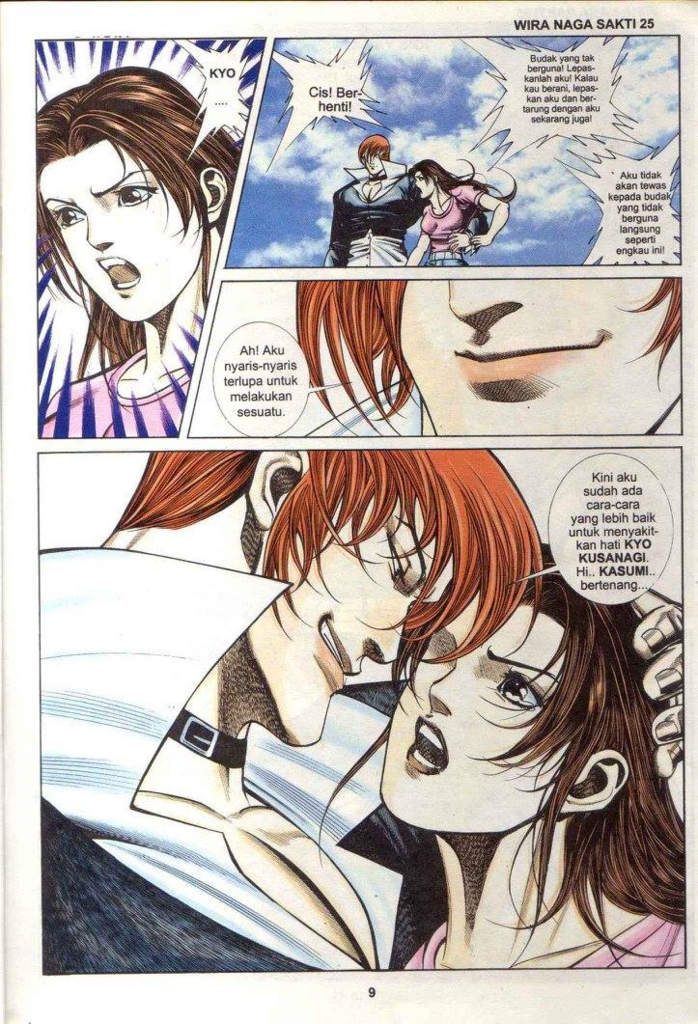 WIRA NAGA SAKTI 25
KYO
....
Cis! Ber-
henti!
Budak yang tak
berguna! Lepas-
kanlah aku! Kalau
kau berani, lepas-
kan aku dan ber-
tarung dengan aku
sekarang juga!
Aku tidak
akan tewas
kepada budak
yang tidak
berguna
langsung
seperti
engkau ini!
Ah! Aku
nyaris-nyaris
terlupa untuk
melakukan
sesuatu.
Kini aku
sudah ada
cara-cara
yang lebih baik
untuk menyakit-
kan hati KYO
KUSANAGI.
Hi.. KASUMI..
bertenang....
9